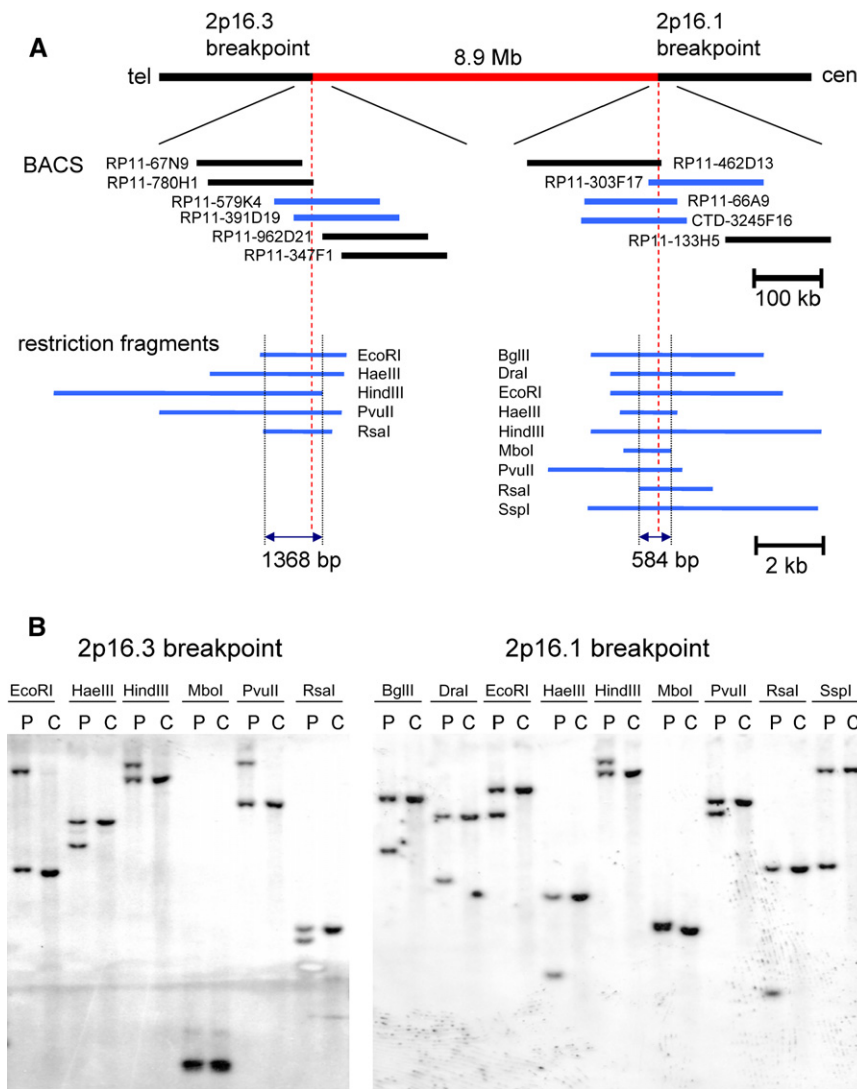 A
2p16.3 breakpoint
2p16.1 breakpoint
tel
8.9 Mb
cen
BACS
RP11-67N9
RP11-780H1
RP11-579K4
RP11-391D19
RP11-962D21
RP11-347F1
RP11-462D13
RP11-303F17
RP11-66A9
CTD-3245F16
RP11-133H5
100 kb
restriction fragments
EcoRI
HaeIII
HindIII
PvuII
RsaI
1368 bp
BglII
DraI
EcoRI
HaeIII
HindIII
MboI
PvuII
RsaI
SspI
584 bp
2 kb
B
2p16.3 breakpoint
2p16.1 breakpoint
EcoRI HaeIII HindIII MboI PvuII RsaI
P C P C P C P C P C P C
BglII DraI EcoRI HaeIII HindIII MboI PvuII RsaI SspI
P C P C P C P C P C P C P C P C P C